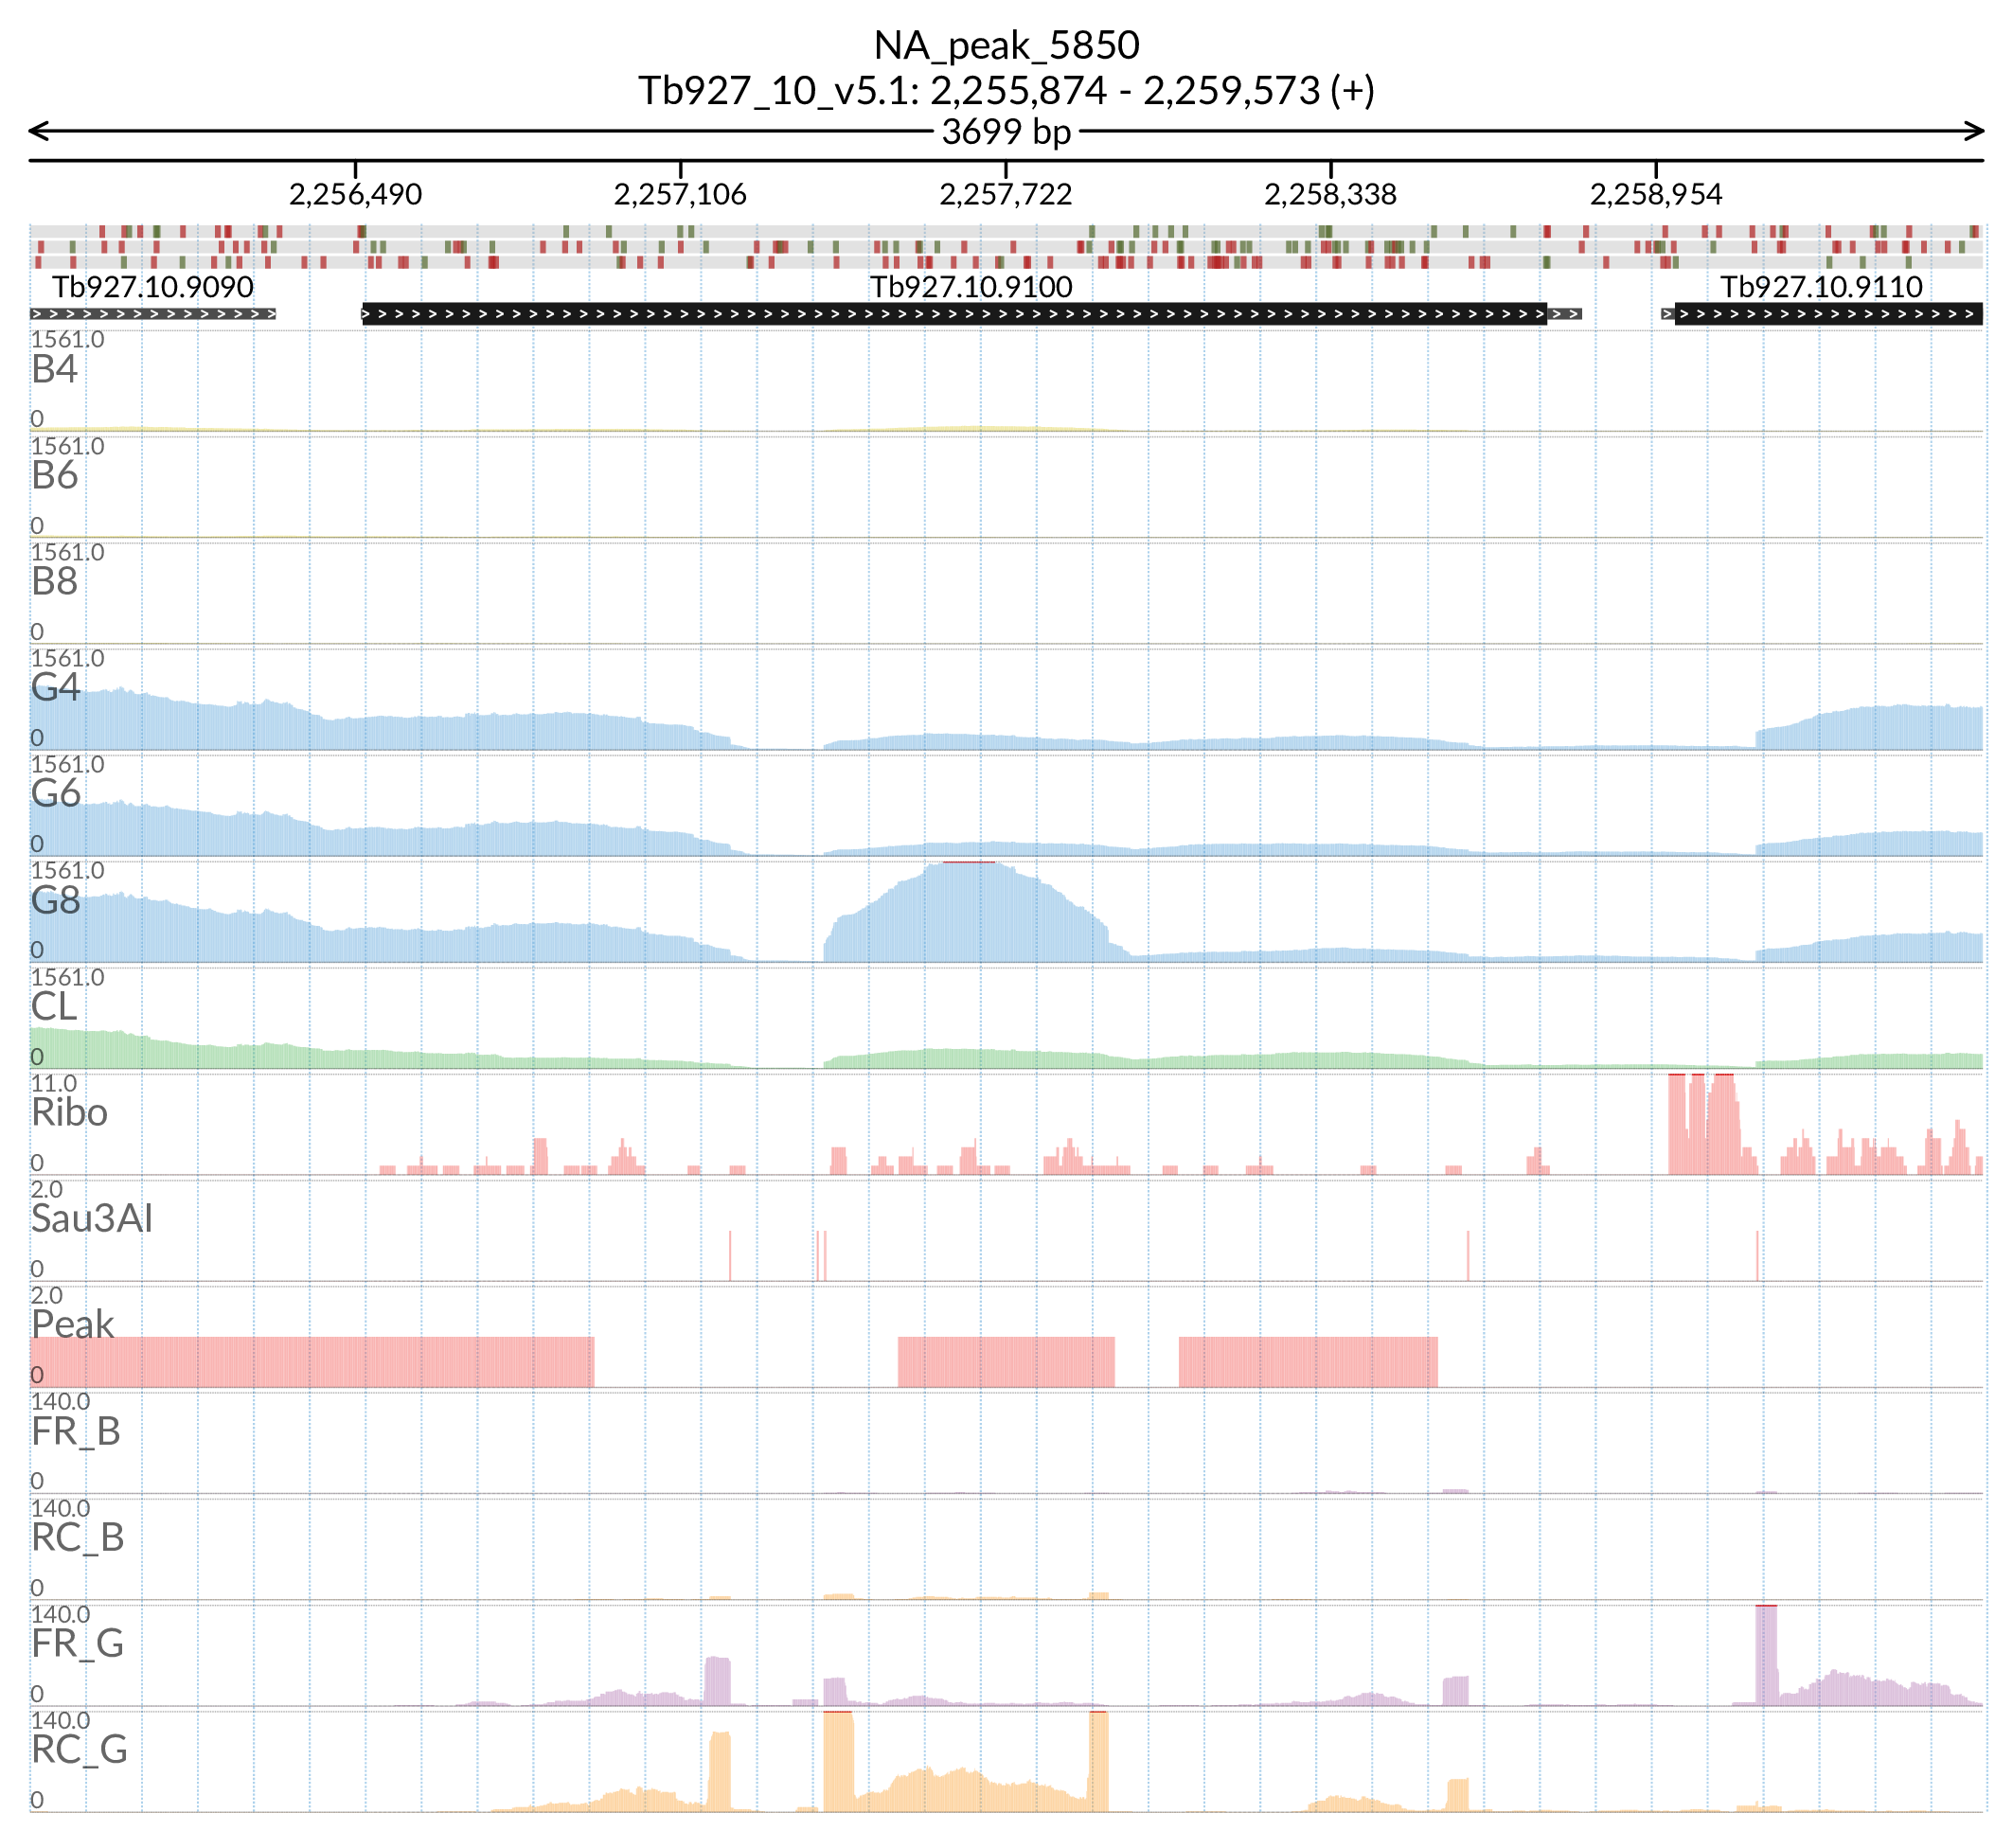 NA_peak_5850
Tb927_10_v5.1: 2,255,874 - 2,259,573 (+)
3699 bp
2,256,490 2,257,106 2,257,722 2,258,338 2,258,954
Tb927.10.9090 Tb927.10.9100 Tb927.10.9110
1561.0
B4
0
1561.0
B6
0
1561.0
B8
0
1561.0
G4
0
1561.0
G6
0
1561.0
G8
0
1561.0
CL
0
11.0
Ribo
0
2.0
Sau3AI
0
2.0
Peak
0
140.0
FR_B
0
140.0
RC_B
0
140.0
FR_G
0
140.0
RC_G
0